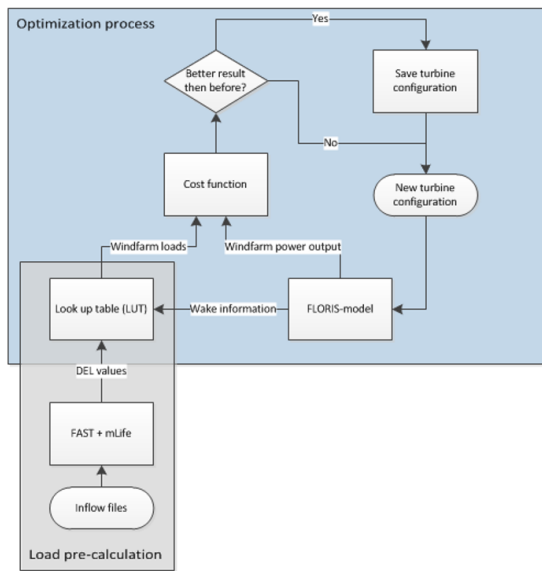 Optimization process
Yes
Better result
then before?
Save turbine
configuration
No
Cost function
New turbine
configuration
Windfarm loads
Windfarm power output
Look up table (LUT)
Wake information
FLORIS-model
DEL values
FAST + mLife
Inflow files
Load pre-calculation